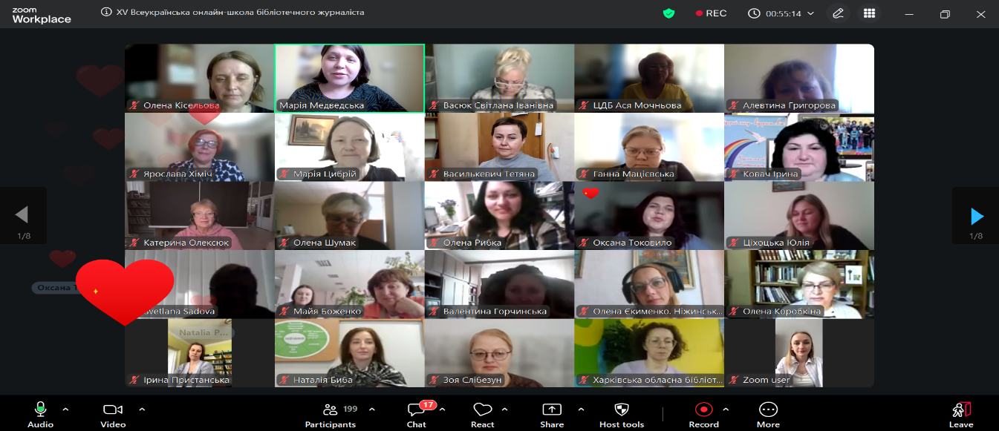 zoom
Workplace
XV Всеукраїнська онлайн-школа бібліотечного журналіста
REC
00:55:14
Олена Кісельова
Марія Медведська
Васюк Світлана Іванівна
ЦДБ Ася Мочньова
Алевтина Григорова
Ярослава Хіміч
Марія Цибрій
Василькевич Тетяна
Ганна Мацієвська
Ковач Ірина
1/8
1/8
Катерина Олексюк
Олена Шумак
Олена Рибка
Оксана Токовило
Ціхоцька Юлія
Оксана Т
Svetlana Sadova
Майя Боженко
Валентина Горчинська
Олена Єкименко. Ніжинськ...
Олена Коробкіна
Natalia P...
Ірина Пристанська
Наталія Биба
Зоя Слібезун
Харківська обласна бібліот...
Zoom user
199
17
Audio
Video
Participants
Chat
React
Share
Host tools
Record
More
Leave